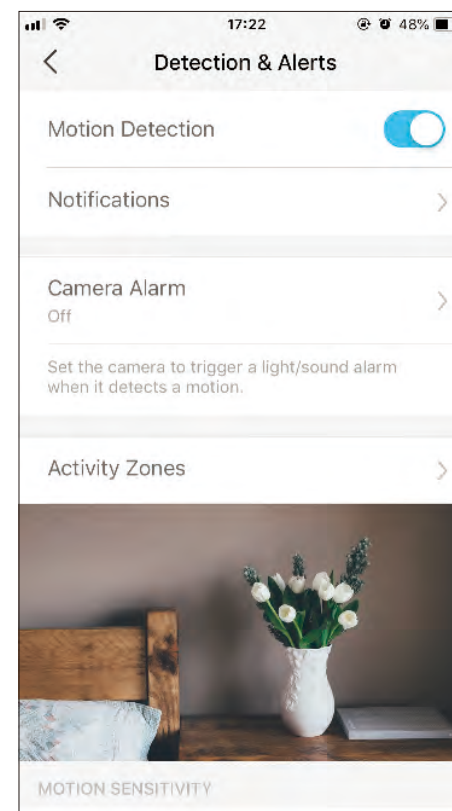 17:22
48%
Detection & Alerts
Motion Detection
Notifications
Camera Alarm
Off
Set the camera to trigger a light/sound alarm
when it detects a motion.
Activity Zones
MOTION SENSITIVITY